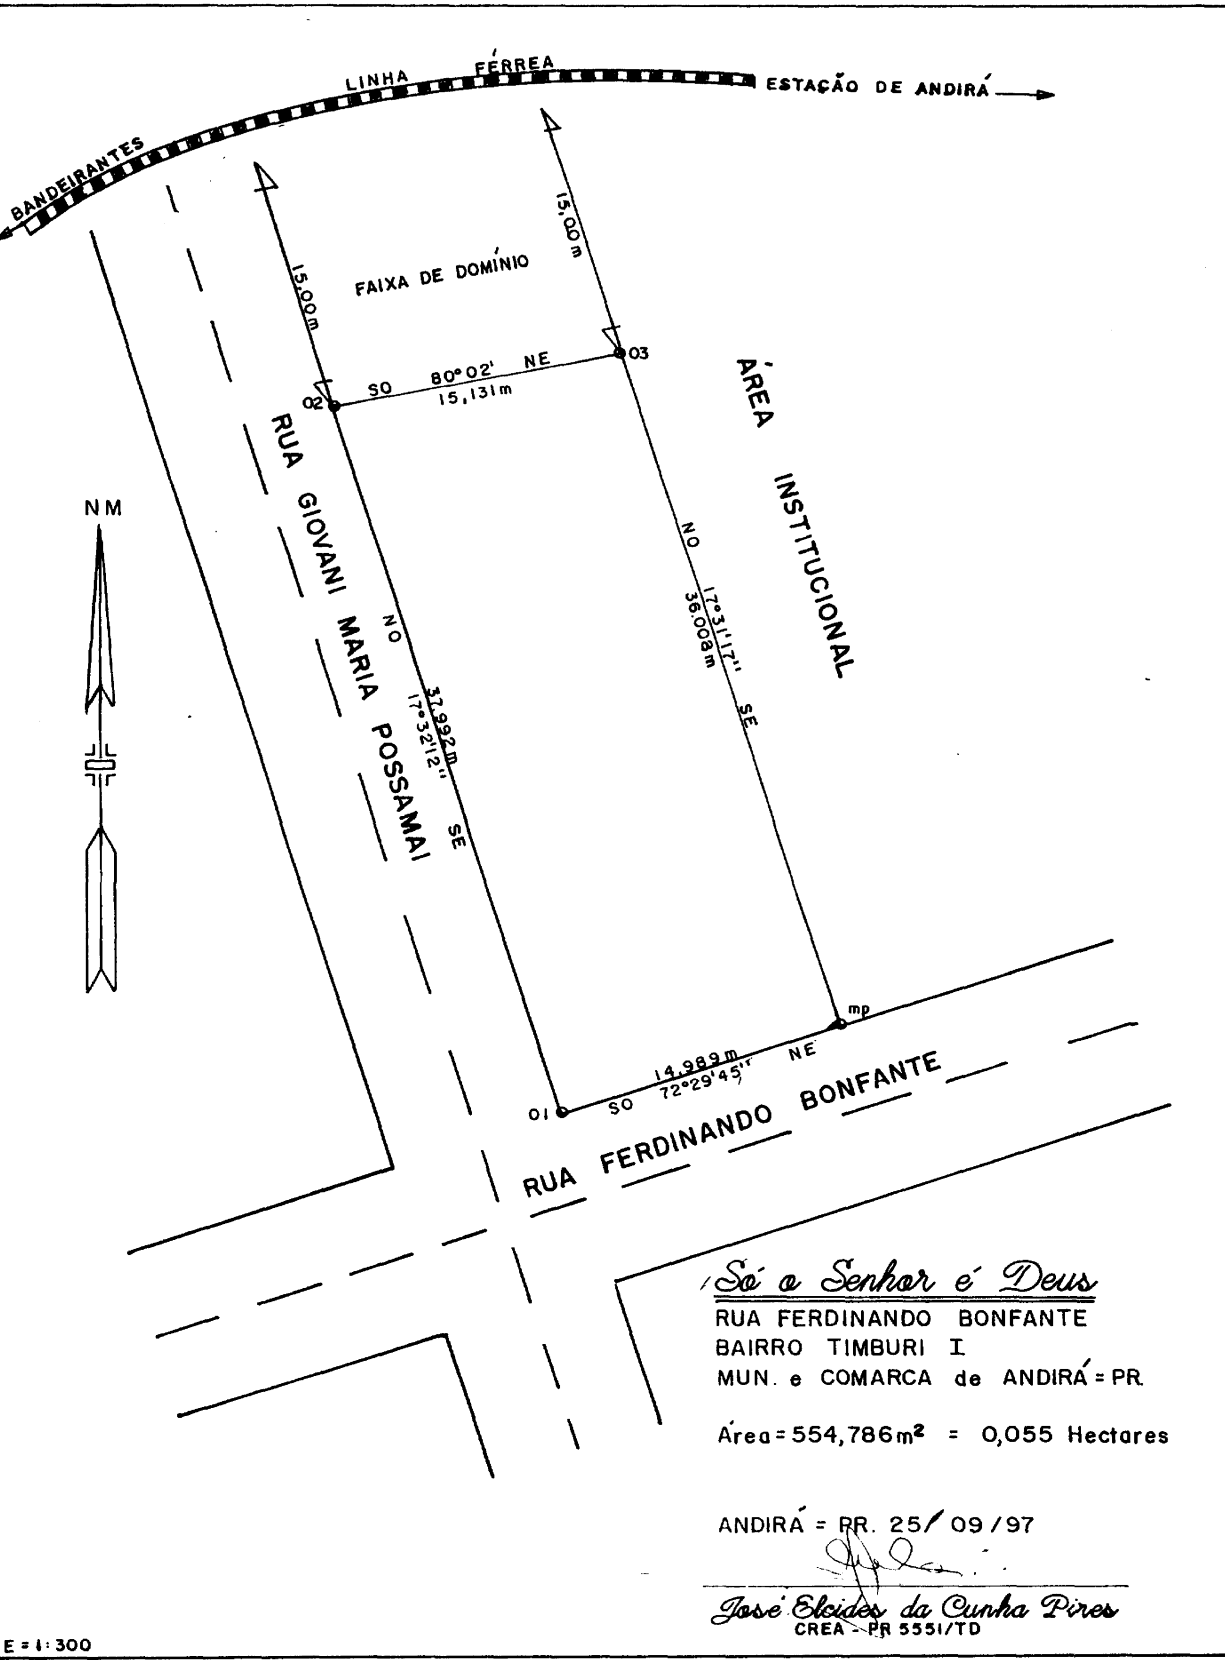 LINHA FÉRREA
ESTAÇÃO DE ANDIRÁ
BANDEIRANTES
15,00m
15,00m
FAIXA DE DOMÍNIO
03
SO 80°02' NE
15,131m
02
ÁREA INSTITUCIONAL
RUA GIOVANI MARIA POSSAMAI
NM
NO 17°31'17" SE
36.008m
NO 37.992m SE
17°32'12"
mp
14,989m
SO 72°29'45" NE
01
RUA FERDINANDO BONFANTE
Só o Senhor é Deus
RUA FERDINANDO BONFANTE
BAIRRO TIMBURI I
MUN. e COMARCA de ANDIRÁ = PR.
Área = 554,786m² = 0,055 Hectares
ANDIRÁ = PR. 25/09/97
José Elcides da Cunha Pires
CREA - PR 5551/TD
E = 1:300